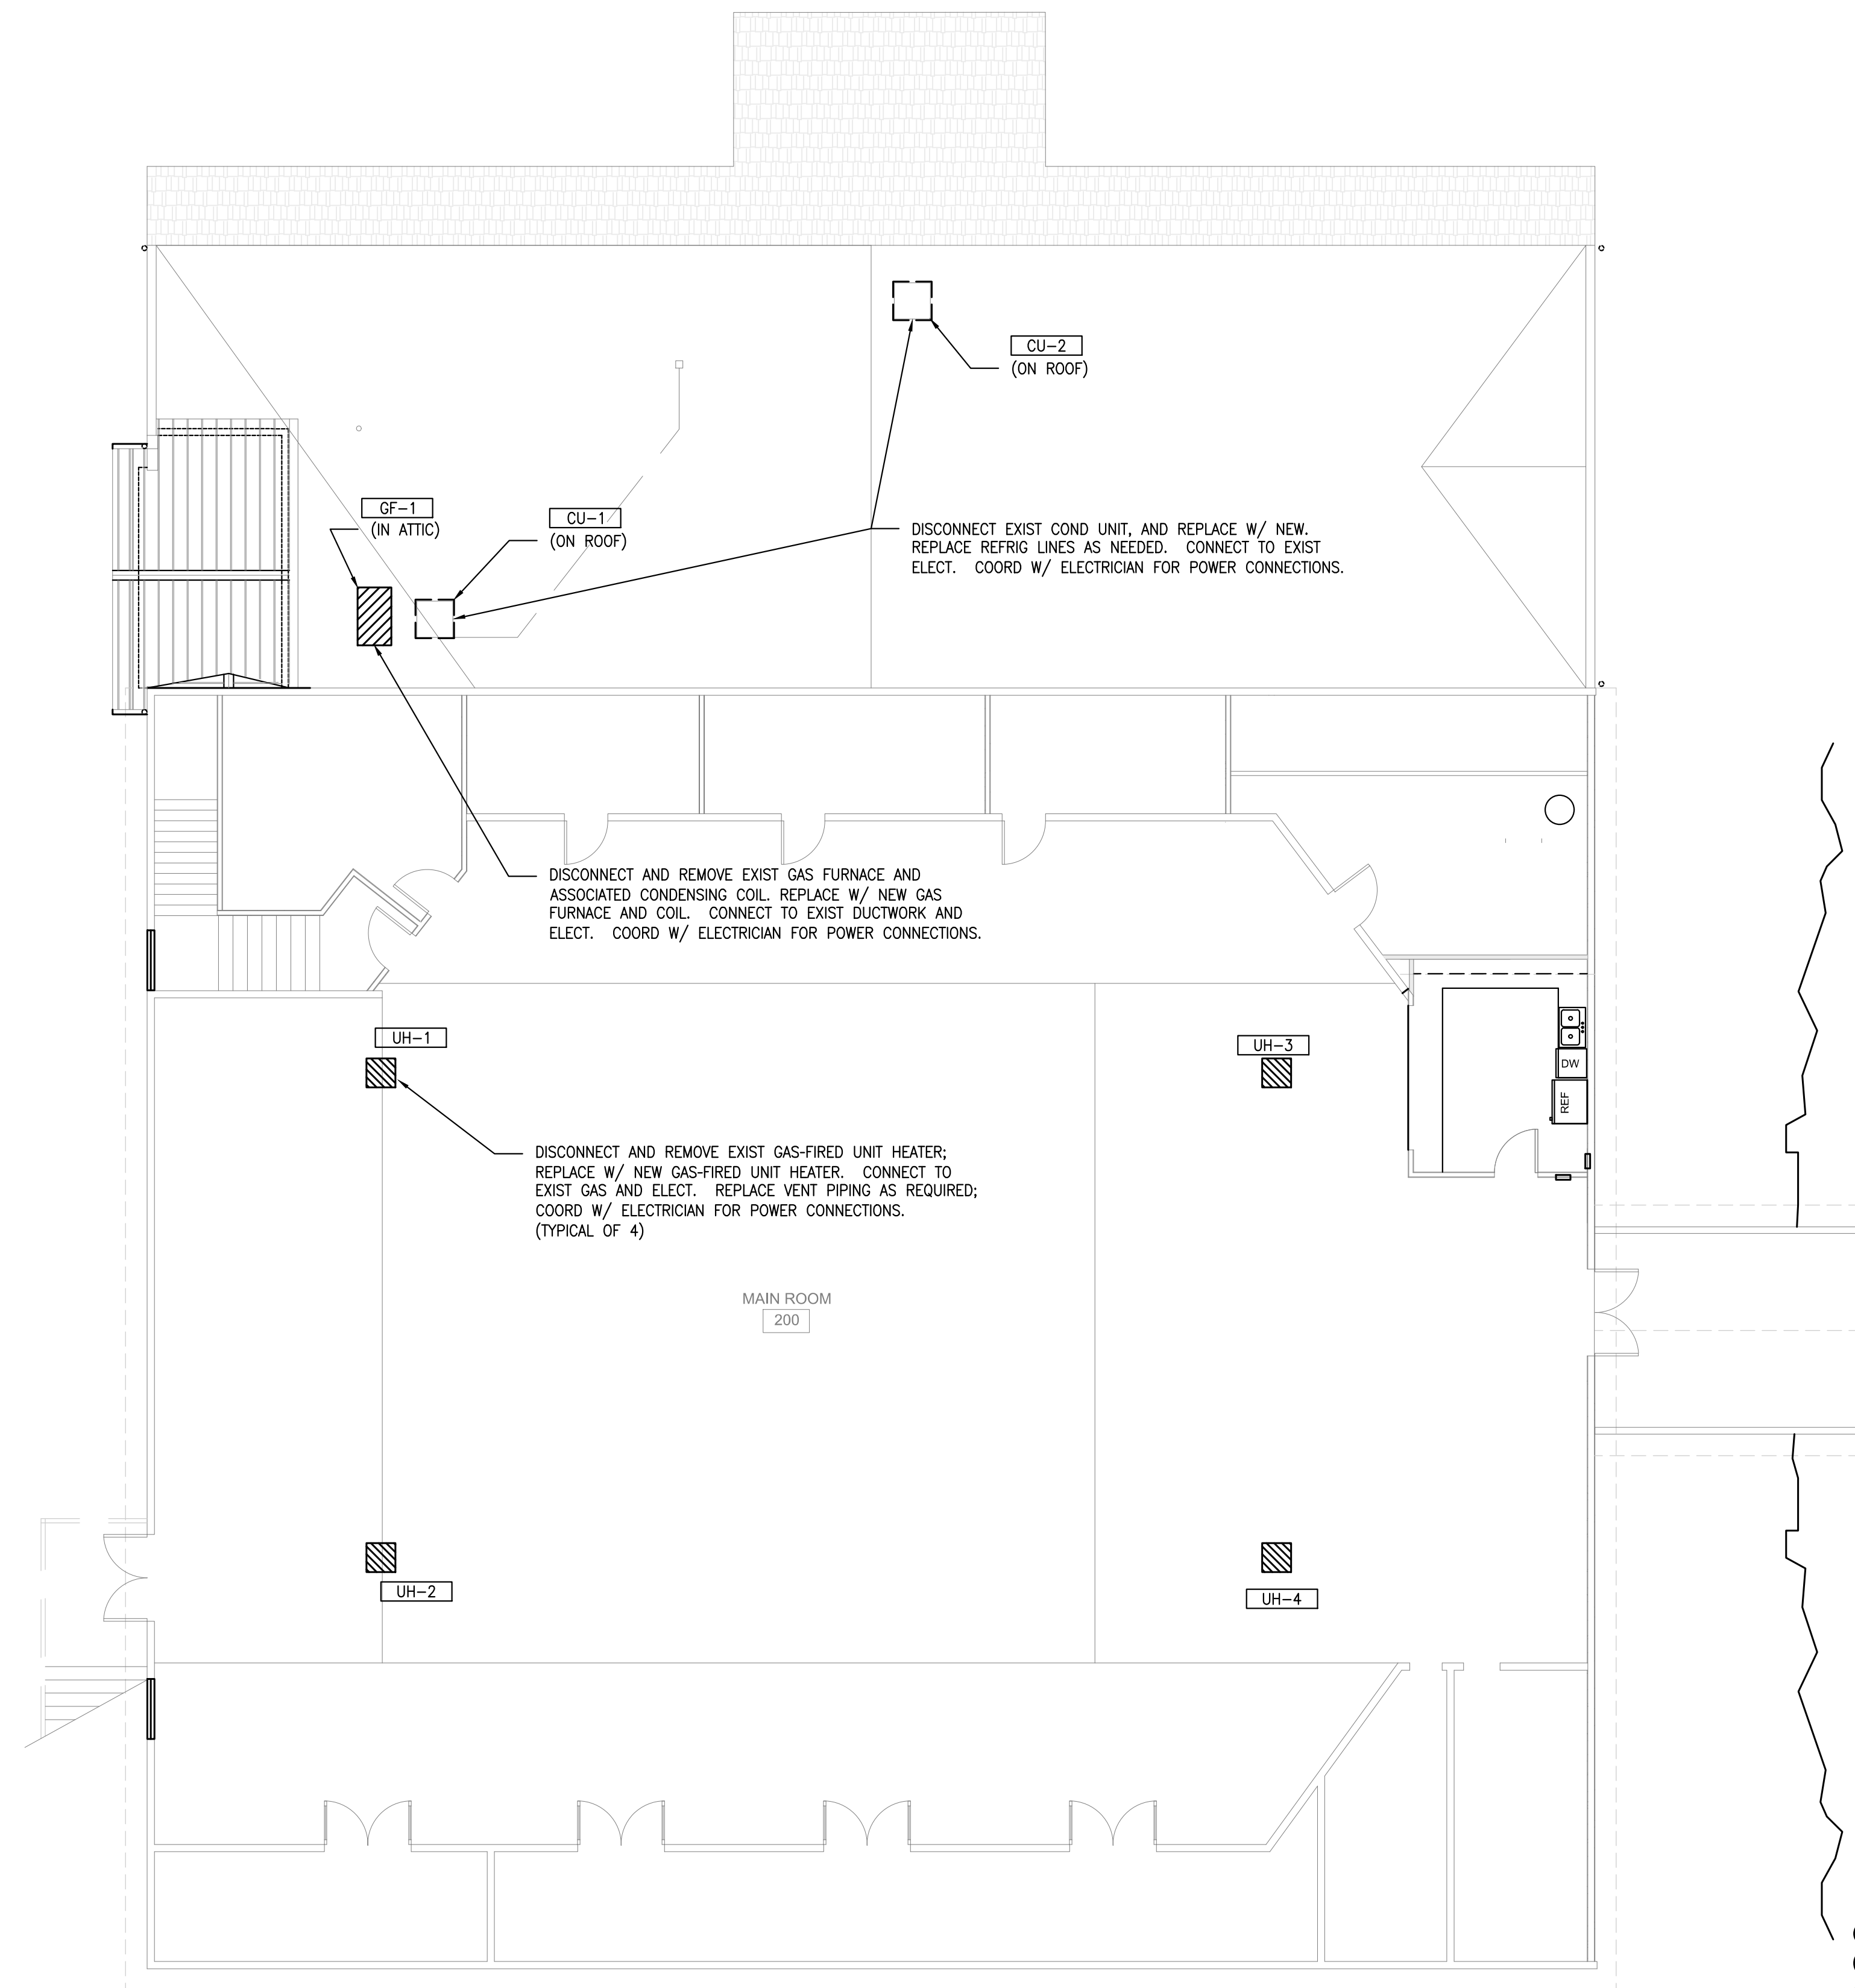 CU-2
(ON ROOF)
GF-1
(IN ATTIC)
CU-1
(ON ROOF)
DISCONNECT EXIST COND UNIT, AND REPLACE W/ NEW.
REPLACE REFRIG LINES AS NEEDED. CONNECT TO EXIST
ELECT. COORD W/ ELECTRICIAN FOR POWER CONNECTIONS.
DISCONNECT AND REMOVE EXIST GAS FURNACE AND
ASSOCIATED CONDENSING COIL. REPLACE W/ NEW GAS
FURNACE AND COIL. CONNECT TO EXIST DUCTWORK AND
ELECT. COORD W/ ELECTRICIAN FOR POWER CONNECTIONS.
UH-1
UH-3
DW
REF
DISCONNECT AND REMOVE EXIST GAS-FIRED UNIT HEATER;
REPLACE W/ NEW GAS-FIRED UNIT HEATER. CONNECT TO
EXIST GAS AND ELECT. REPLACE VENT PIPING AS REQUIRED;
COORD W/ ELECTRICIAN FOR POWER CONNECTIONS.
(TYPICAL OF 4)
MAIN ROOM
200
UH-2
UH-4